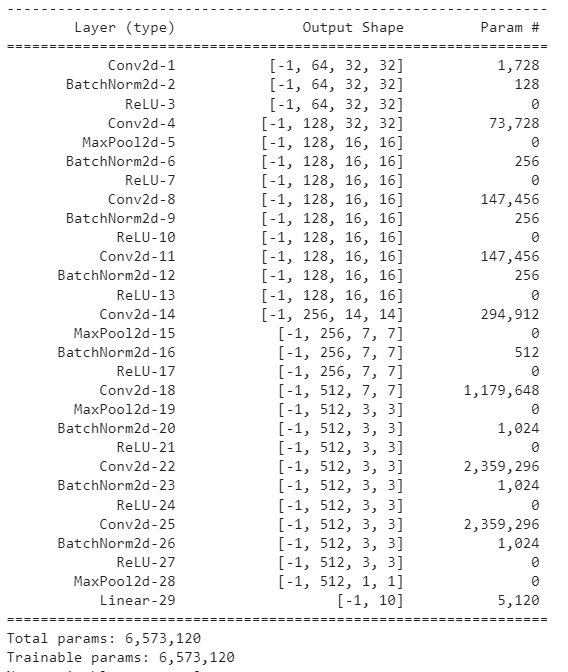 ----------------------------------------------------------------
Layer (type) Output Shape Param #
================================================================
Conv2d-1 [-1, 64, 32, 32] 1,728
BatchNorm2d-2 [-1, 64, 32, 32] 128
ReLU-3 [-1, 64, 32, 32] 0
Conv2d-4 [-1, 128, 32, 32] 73,728
MaxPool2d-5 [-1, 128, 16, 16] 0
BatchNorm2d-6 [-1, 128, 16, 16] 256
ReLU-7 [-1, 128, 16, 16] 0
Conv2d-8 [-1, 128, 16, 16] 147,456
BatchNorm2d-9 [-1, 128, 16, 16] 256
ReLU-10 [-1, 128, 16, 16] 0
Conv2d-11 [-1, 128, 16, 16] 147,456
BatchNorm2d-12 [-1, 128, 16, 16] 256
ReLU-13 [-1, 128, 16, 16] 0
Conv2d-14 [-1, 256, 14, 14] 294,912
MaxPool2d-15 [-1, 256, 7, 7] 0
BatchNorm2d-16 [-1, 256, 7, 7] 512
ReLU-17 [-1, 256, 7, 7] 0
Conv2d-18 [-1, 512, 7, 7] 1,179,648
MaxPool2d-19 [-1, 512, 3, 3] 0
BatchNorm2d-20 [-1, 512, 3, 3] 1,024
ReLU-21 [-1, 512, 3, 3] 0
Conv2d-22 [-1, 512, 3, 3] 2,359,296
BatchNorm2d-23 [-1, 512, 3, 3] 1,024
ReLU-24 [-1, 512, 3, 3] 0
Conv2d-25 [-1, 512, 3, 3] 2,359,296
BatchNorm2d-26 [-1, 512, 3, 3] 1,024
ReLU-27 [-1, 512, 3, 3] 0
MaxPool2d-28 [-1, 512, 1, 1] 0
Linear-29 [-1, 10] 5,120
================================================================
Total params: 6,573,120
Trainable params: 6,573,120